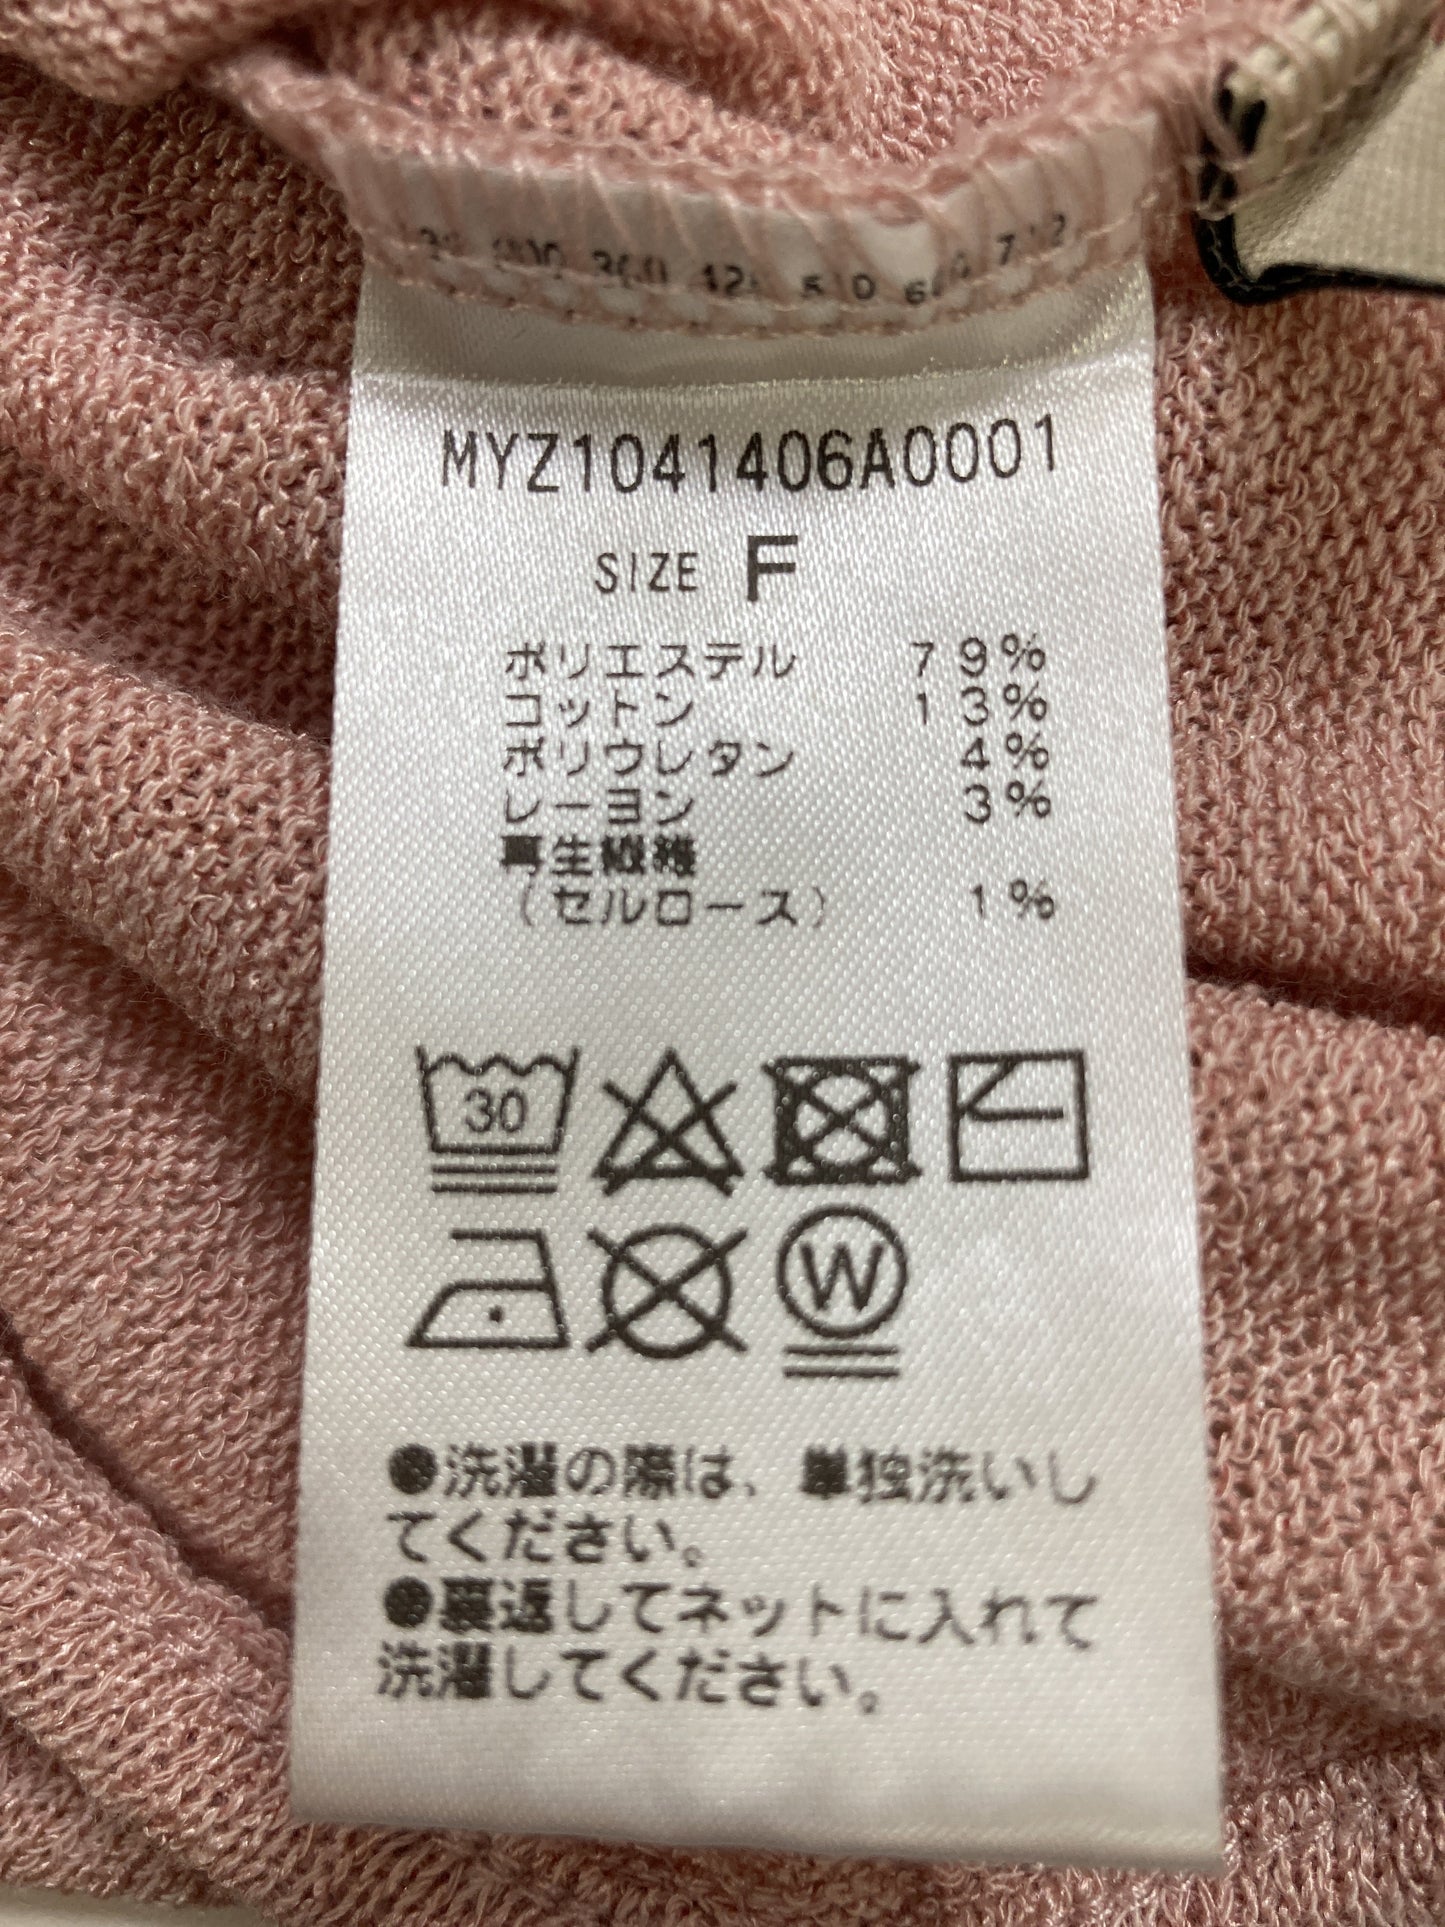 MYZ1041406A0001
SIZE F
ポリエステル 79%
コットン 13%
ポリウレタン 4%
レーヨン 3%
再生繊維
(セルロース) 1%
30
W
●洗濯の際は、単独洗いし
てください。
●裏返してネットに入れて
洗濯してください。